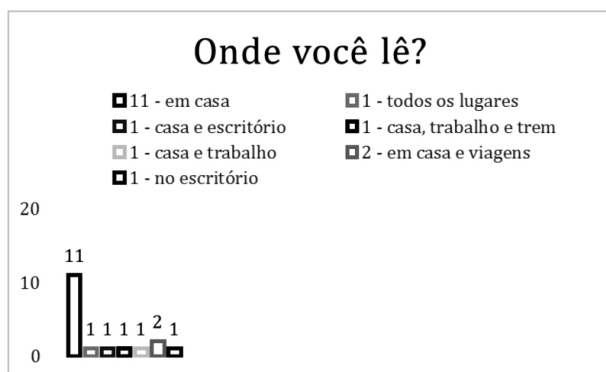 Onde você lê?
11 - em casa
1 - todos os lugares
1 - casa e escritório
1 - casa, trabalho e trem
1 - casa e trabalho
2 - em casa e viagens
1 - no escritório
20
11
10
1 1 1 1 2 1
0